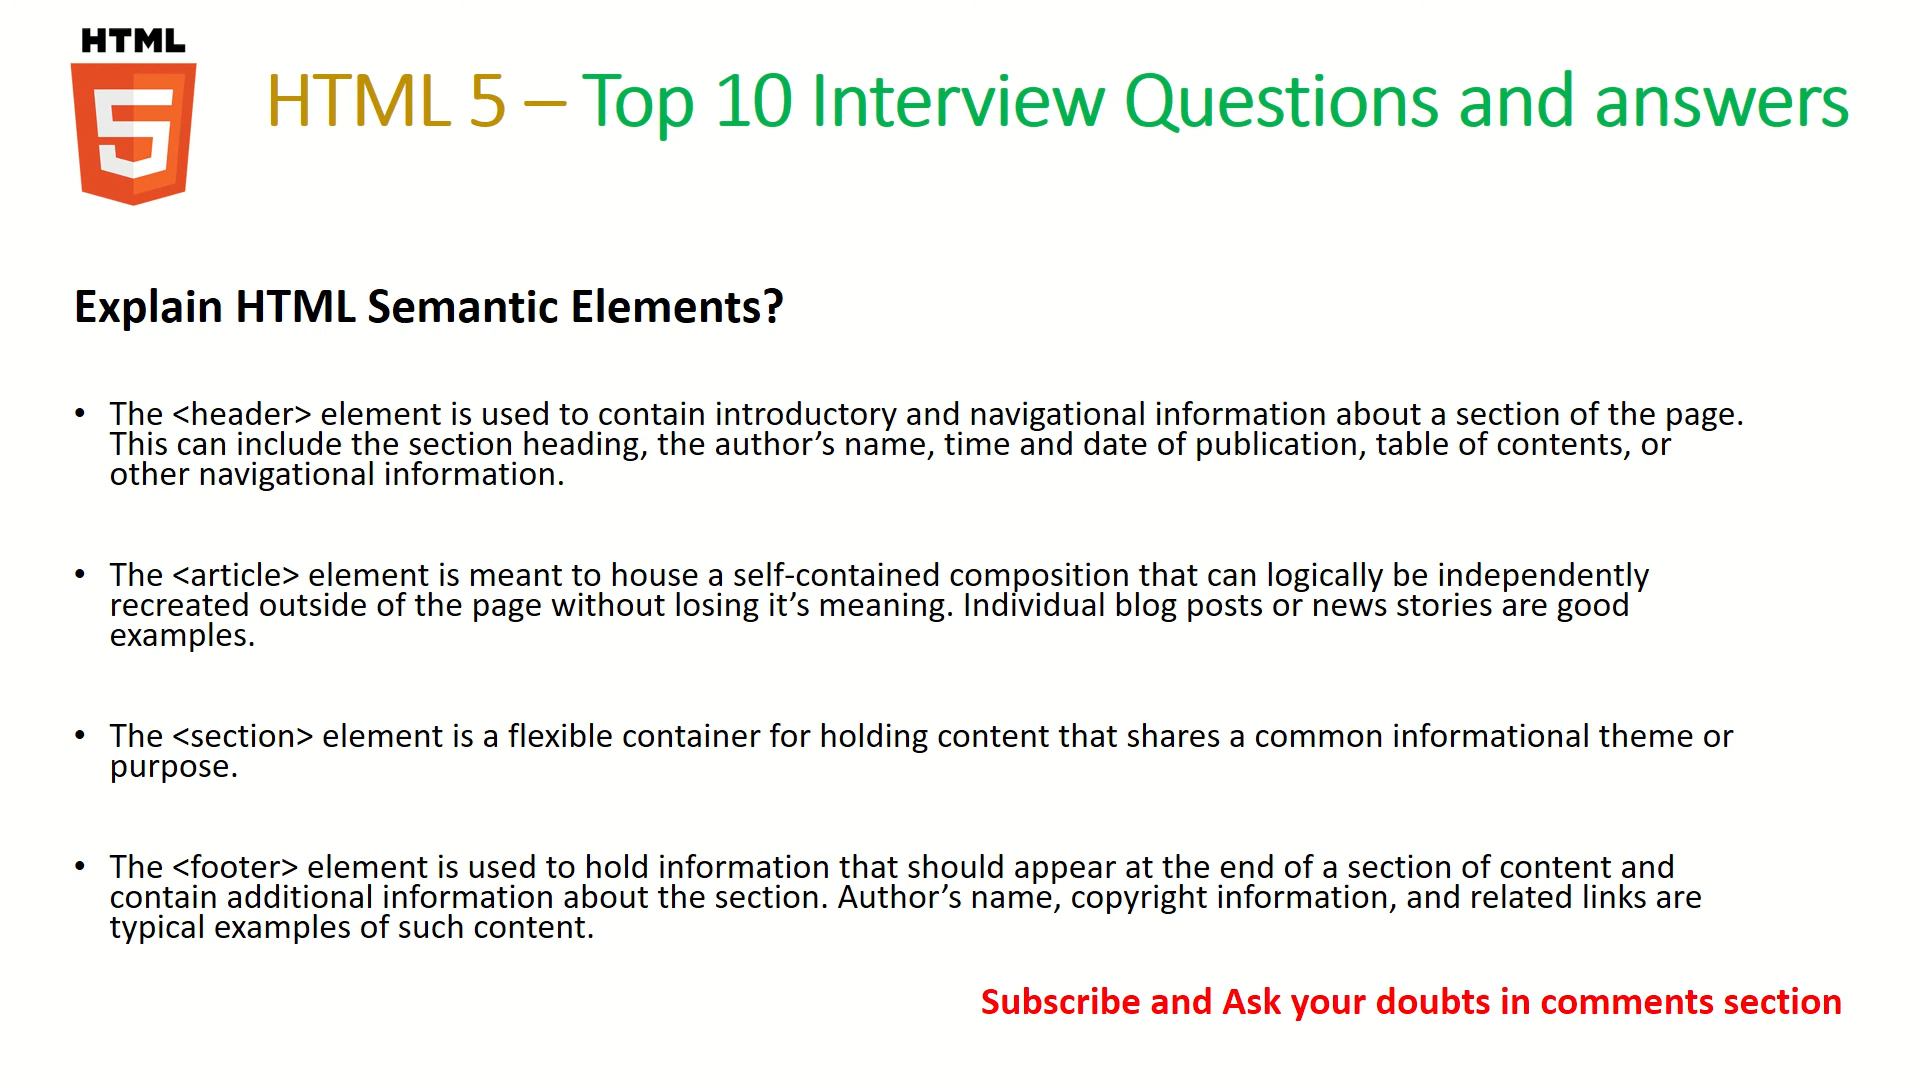 HTML
5
HTML 5 – Top 10 Interview Questions and answers
Explain HTML Semantic Elements?
• The <header> element is used to contain introductory and navigational information about a section of the page.
This can include the section heading, the author’s name, time and date of publication, table of contents, or
other navigational information.
• The <article> element is meant to house a self-contained composition that can logically be independently
recreated outside of the page without losing it’s meaning. Individual blog posts or news stories are good
examples.
• The <section> element is a flexible container for holding content that shares a common informational theme or
purpose.
• The <footer> element is used to hold information that should appear at the end of a section of content and
contain additional information about the section. Author’s name, copyright information, and related links are
typical examples of such content.
Subscribe and Ask your doubts in comments section